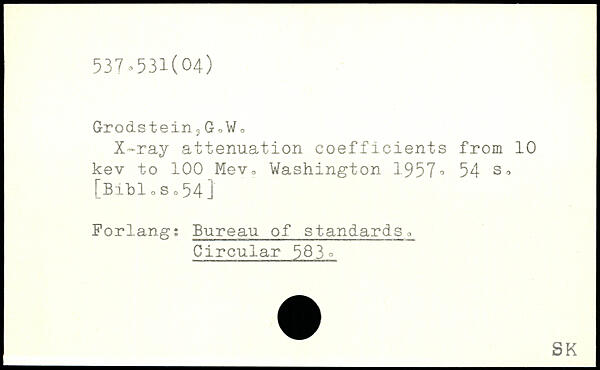 537.531(04)
Grodstein,G.W.
X-ray attenuation coefficients from 10
kev to 100 Mev. Washington 1957. 54 s.
[Bibl.s.54]
Forlang: Bureau of standards.
Circular 583.
SK